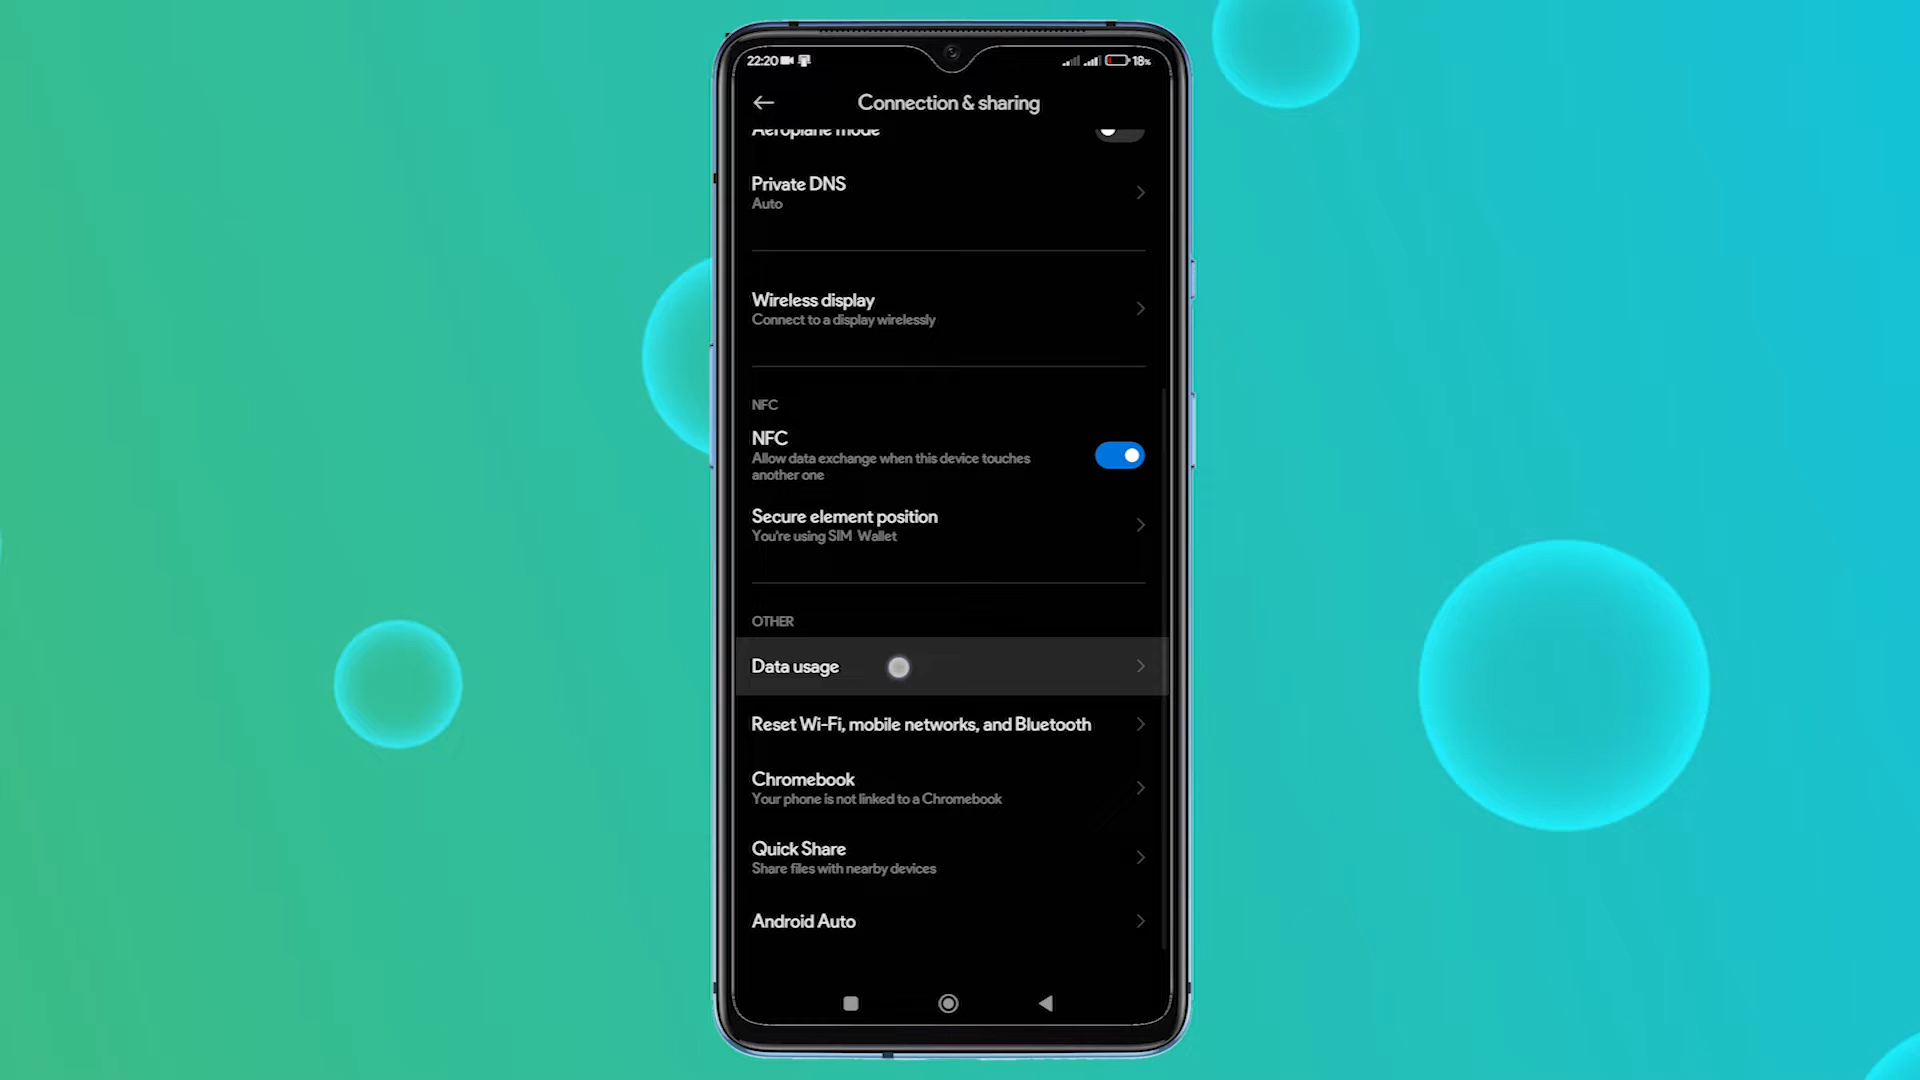 22:20
18%
Connection & sharing
Aeroplane mode
Private DNS
Auto
Wireless display
Connect to a display wirelessly
NFC
NFC
Allow data exchange when this device touches
another one
Secure element position
You're using SIM Wallet
OTHER
Data usage
Reset Wi-Fi, mobile networks, and Bluetooth
Chromebook
Your phone is not linked to a Chromebook
Quick Share
Share files with nearby devices
Android Auto